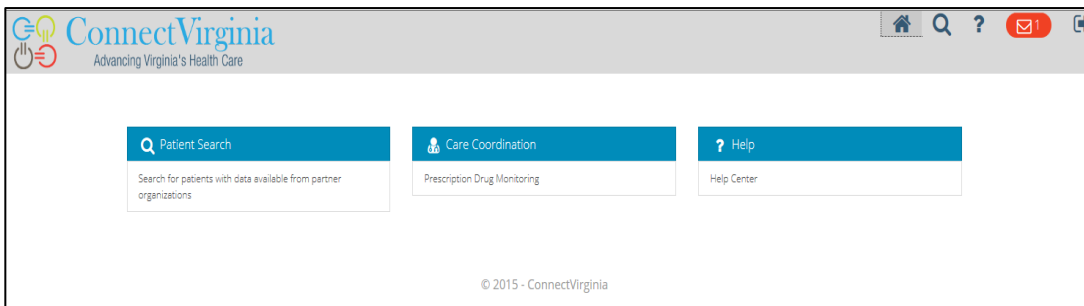 ConnectVirginia
Advancing Virginia's Health Care
? 1
Patient Search
Search for patients with data available from partner
organizations
Care Coordination
Prescription Drug Monitoring
? Help
Help Center
© 2015 - ConnectVirginia